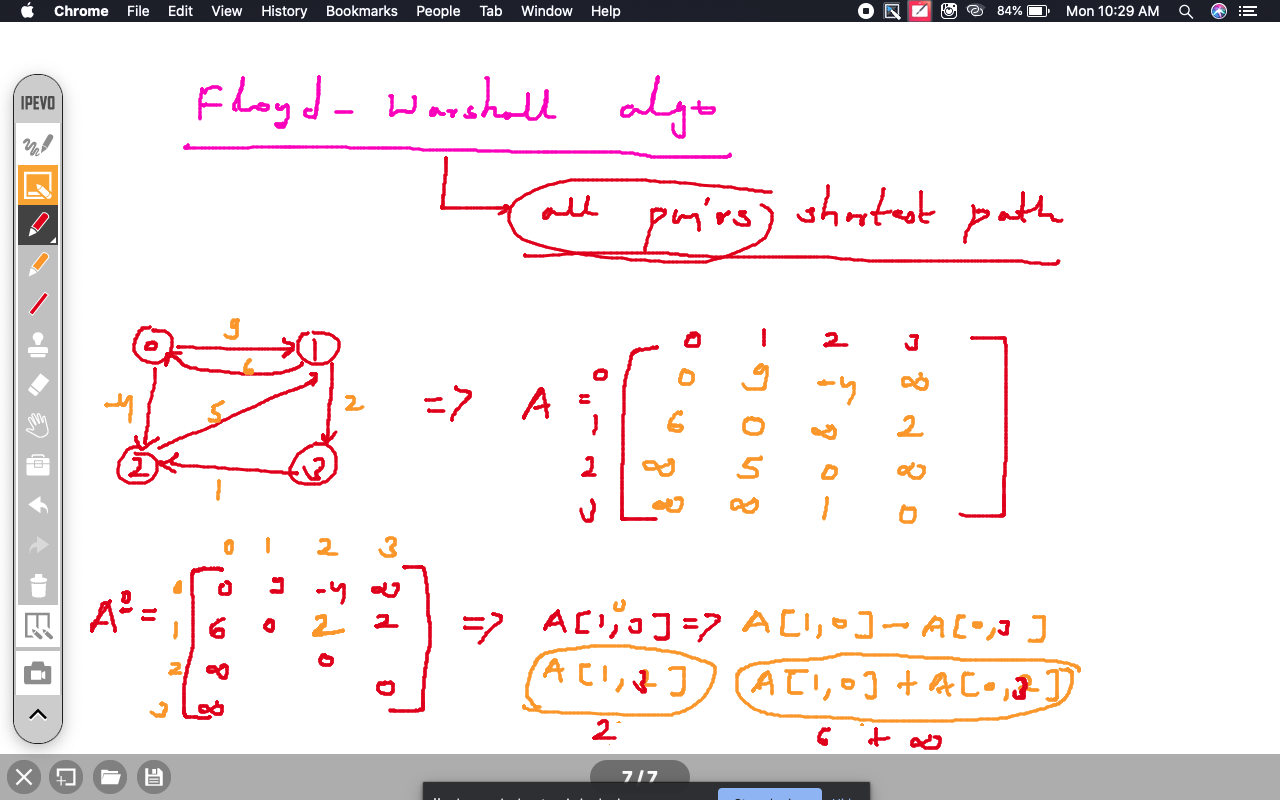 Chrome File Edit View History Bookmarks People Tab Window Help 84% Mon 10:29 AM
IPEVO
Floyd - Warshall algo
all pairs shortest path
0 9 1
6
-4 5 2
2 3
1
=> A =
0 1 2 3
0 0 9 -4 ∞
1 6 0 ∞ 2
2 ∞ 5 0 ∞
3 ∞ ∞ 1 0
0 1 2 3
A⁰ =
0 0 9 -4 ∞
1 6 0 2 2
2 ∞ 0
3 ∞ 0
=> A[1,3] => A[1,0] - A[0,3]
A[1,3] A[1,0] + A[0,3]
2 6 + ∞
7/7